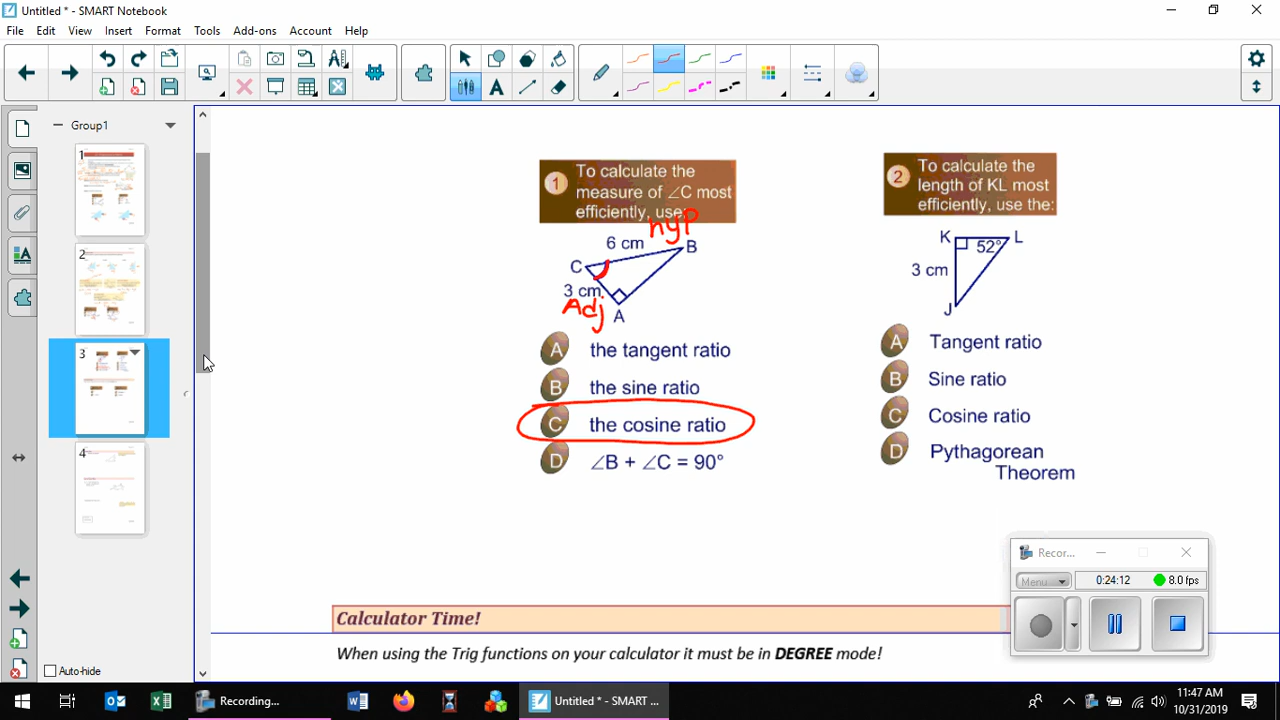 Untitled * - SMART Notebook
File Edit View Insert Format Tools Add-ons Account Help
Group1
1
2
3
4
Auto-hide
1 To calculate the
measure of ∠C most
efficiently, use:
hyp
6 cm
B
C
3 cm
Adj
A
A the tangent ratio
B the sine ratio
C the cosine ratio
D ∠B + ∠C = 90°
2 To calculate the
length of KL most
efficiently, use the:
K
52°
L
3 cm
J
A Tangent ratio
B Sine ratio
C Cosine ratio
D Pythagorean
Theorem
Calculator Time!
When using the Trig functions on your calculator it must be in DEGREE mode!
Recor...
Menu
0:24:12
8.0 fps
Recording...
Untitled * - SMART ...
11:47 AM
10/31/2019